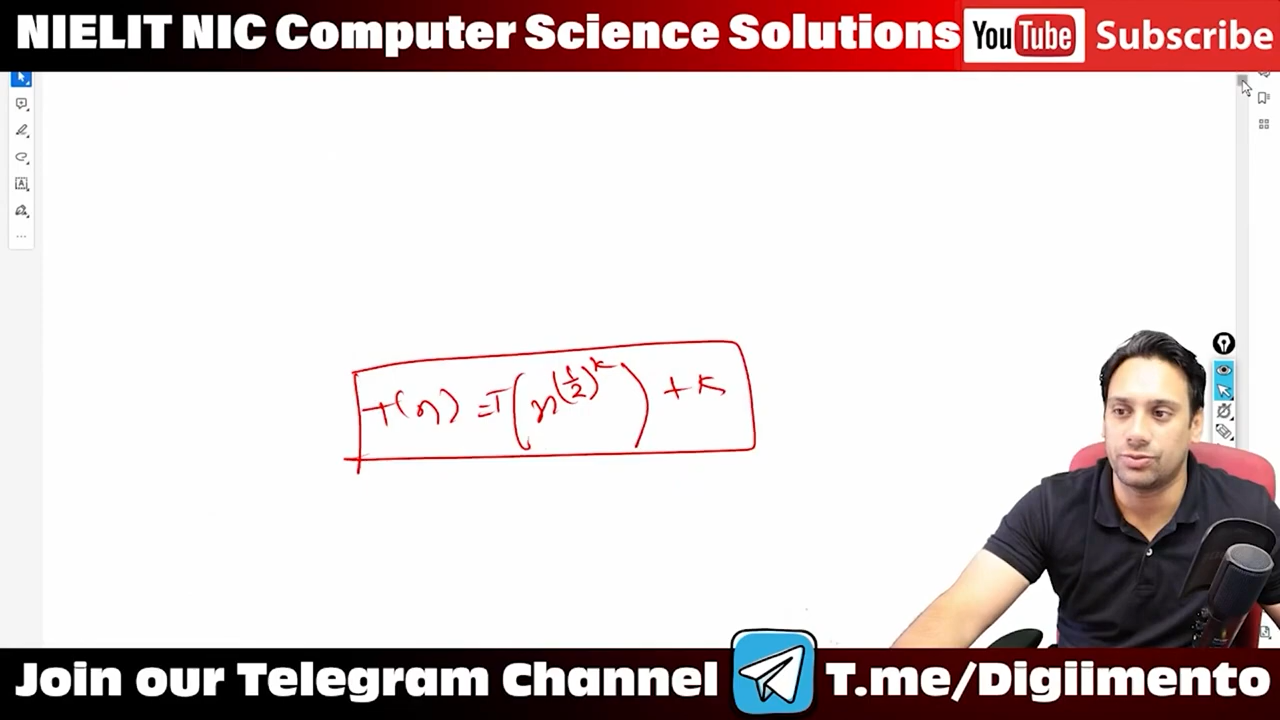 NIELIT NIC Computer Science Solutions YouTube Subscribe
T(n) = T(n^(1/2)^k) + k
Join our Telegram Channel T.me/Digiimento